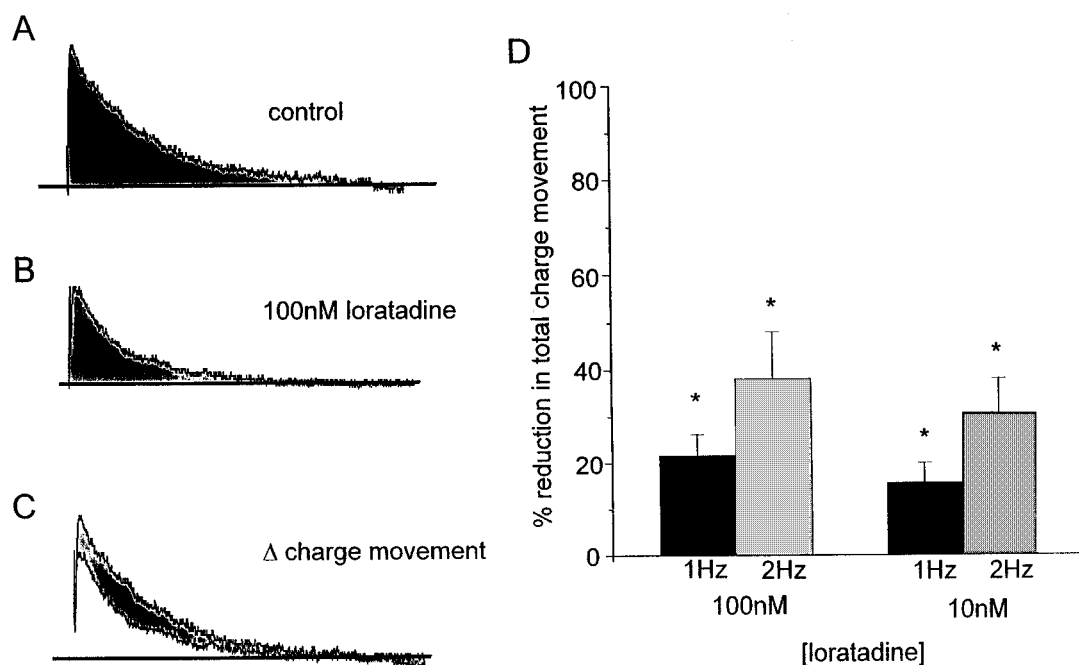 A
control
B
100nM loratadine
C
Δ charge movement
D
% reduction in total charge movement
100
80
60
40
20
0
*
*
*
*
1Hz 2Hz 1Hz 2Hz
100nM 10nM
[loratadine]